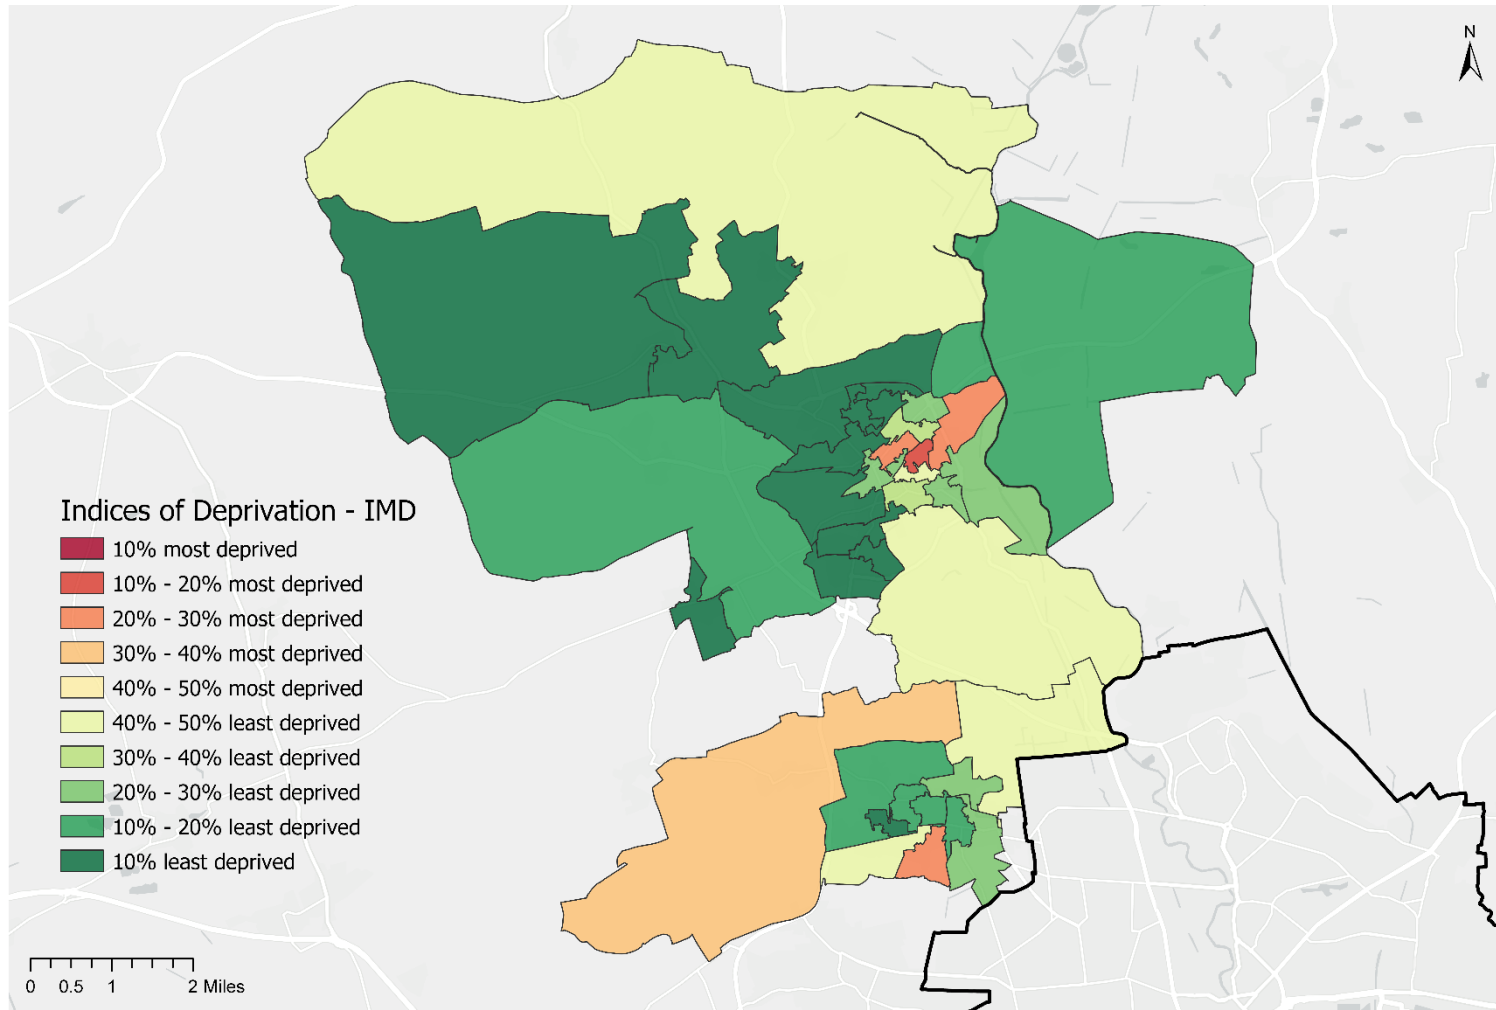 N
Indices of Deprivation - IMD
10% most deprived
10% - 20% most deprived
20% - 30% most deprived
30% - 40% most deprived
40% - 50% most deprived
40% - 50% least deprived
30% - 40% least deprived
20% - 30% least deprived
10% - 20% least deprived
10% least deprived
0 0.5 1 2 Miles